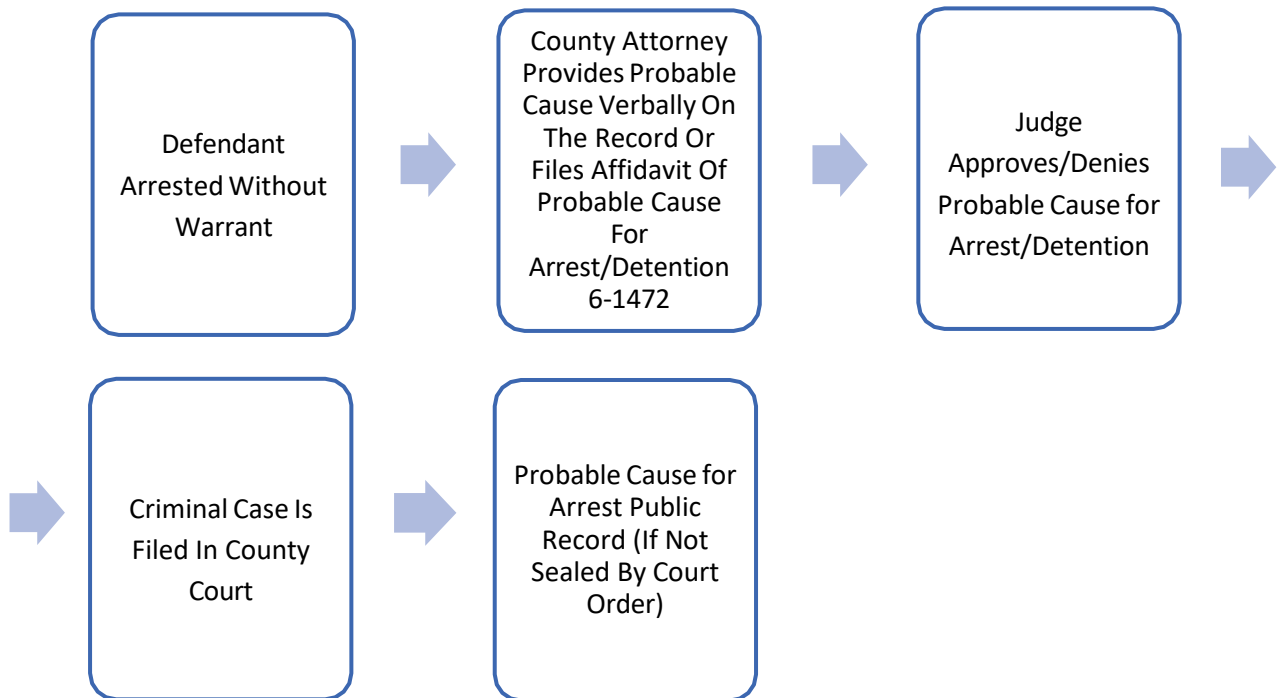 Defendant
Arrested Without
Warrant
County Attorney
Provides Probable
Cause Verbally On
The Record Or
Files Affidavit Of
Probable Cause
For
Arrest/Detention
6-1472
Judge
Approves/Denies
Probable Cause for
Arrest/Detention
Criminal Case Is
Filed In County
Court
Probable Cause for
Arrest Public
Record (If Not
Sealed By Court
Order)